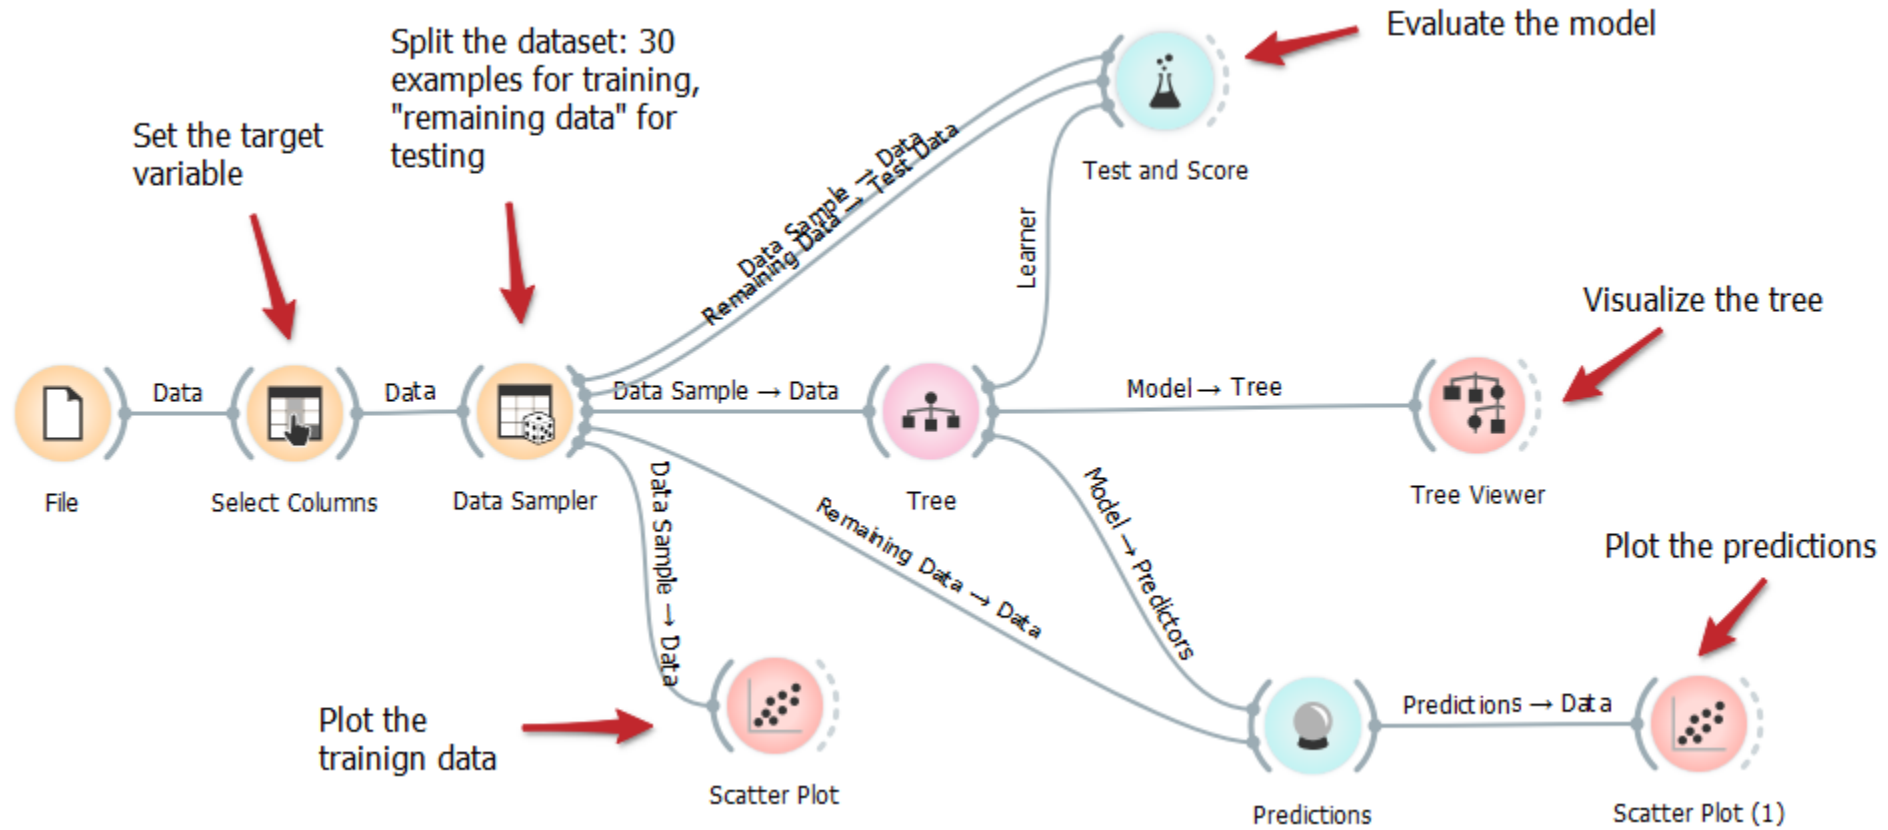 Evaluate the model
Split the dataset: 30
examples for training,
"remaining data" for
testing
Set the target
variable
Test and Score
Data Sample → Data
Remaining Data → Test Data
Learner
Visualize the tree
Data
Data
Data Sample → Data
Model → Tree
File
Select Columns
Data Sampler
Tree
Tree Viewer
Data Sample → Data
Remaining Data → Data
Model → Predictors
Plot the predictions
Plot the
trainign data
Predictions → Data
Scatter Plot
Predictions
Scatter Plot (1)